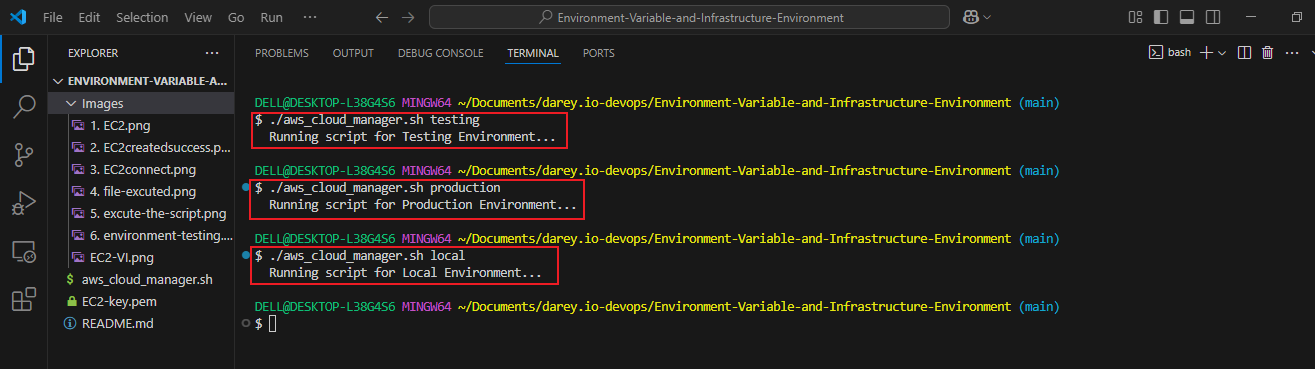 File Edit Selection View Go Run ... Environment-Variable-and-Infrastructure-Environment
EXPLORER ...
ENVIRONMENT-VARIABLE-A...
Images
1. EC2.png
2. EC2createdsuccess.p...
3. EC2connect.png
4. file-excuted.png
5. excute-the-script.png
6. environment-testing....
EC2-VI.png
$ aws_cloud_manager.sh
EC2-key.pem
README.md
PROBLEMS OUTPUT DEBUG CONSOLE TERMINAL PORTS bash ...
DELL@DESKTOP-L38G4S6 MINGW64 ~/Documents/darey.io-devops/Environment-Variable-and-Infrastructure-Environment (main)
$ ./aws_cloud_manager.sh testing
Running script for Testing Environment...
DELL@DESKTOP-L38G4S6 MINGW64 ~/Documents/darey.io-devops/Environment-Variable-and-Infrastructure-Environment (main)
$ ./aws_cloud_manager.sh production
Running script for Production Environment...
DELL@DESKTOP-L38G4S6 MINGW64 ~/Documents/darey.io-devops/Environment-Variable-and-Infrastructure-Environment (main)
$ ./aws_cloud_manager.sh local
Running script for Local Environment...
DELL@DESKTOP-L38G4S6 MINGW64 ~/Documents/darey.io-devops/Environment-Variable-and-Infrastructure-Environment (main)
$